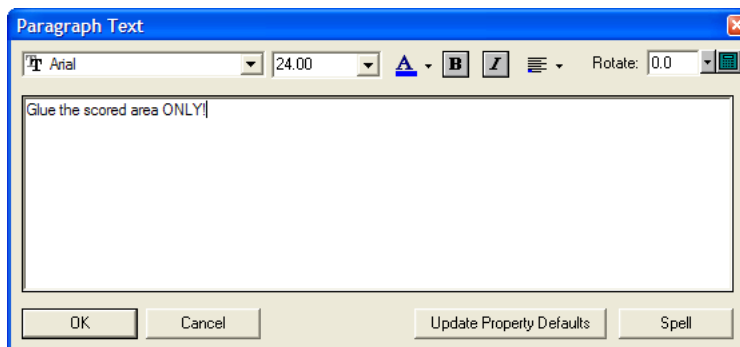 Paragraph Text
Arial 24.00 A B I Rotate: 0.0
Glue the scored area ONLY!
OK Cancel Update Property Defaults Spell